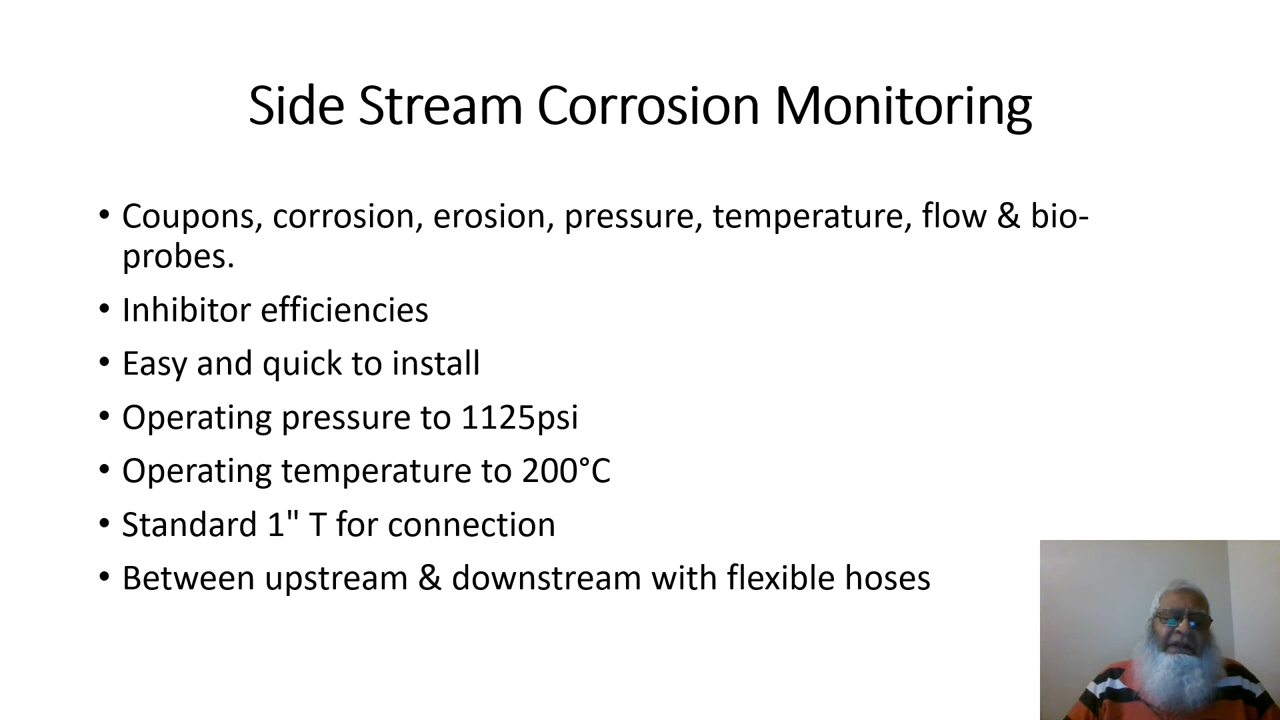 Side Stream Corrosion Monitoring
• Coupons, corrosion, erosion, pressure, temperature, flow & bio-
probes.
• Inhibitor efficiencies
• Easy and quick to install
• Operating pressure to 1125psi
• Operating temperature to 200°C
• Standard 1" T for connection
• Between upstream & downstream with flexible hoses